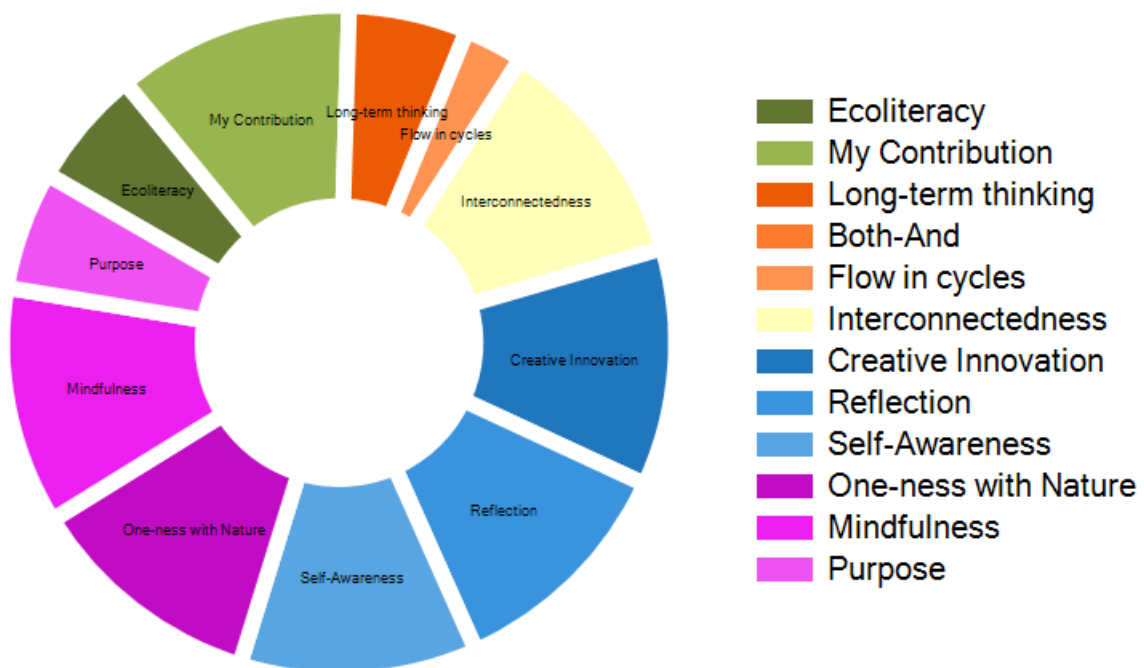 My Contribution
Long-term thinking
Flow in cycles
Ecoliteracy
Interconnectedness
Purpose
Creative Innovation
Mindfulness
Reflection
One-ness with Nature
Self-Awareness
Ecoliteracy
My Contribution
Long-term thinking
Both-And
Flow in cycles
Interconnectedness
Creative Innovation
Reflection
Self-Awareness
One-ness with Nature
Mindfulness
Purpose